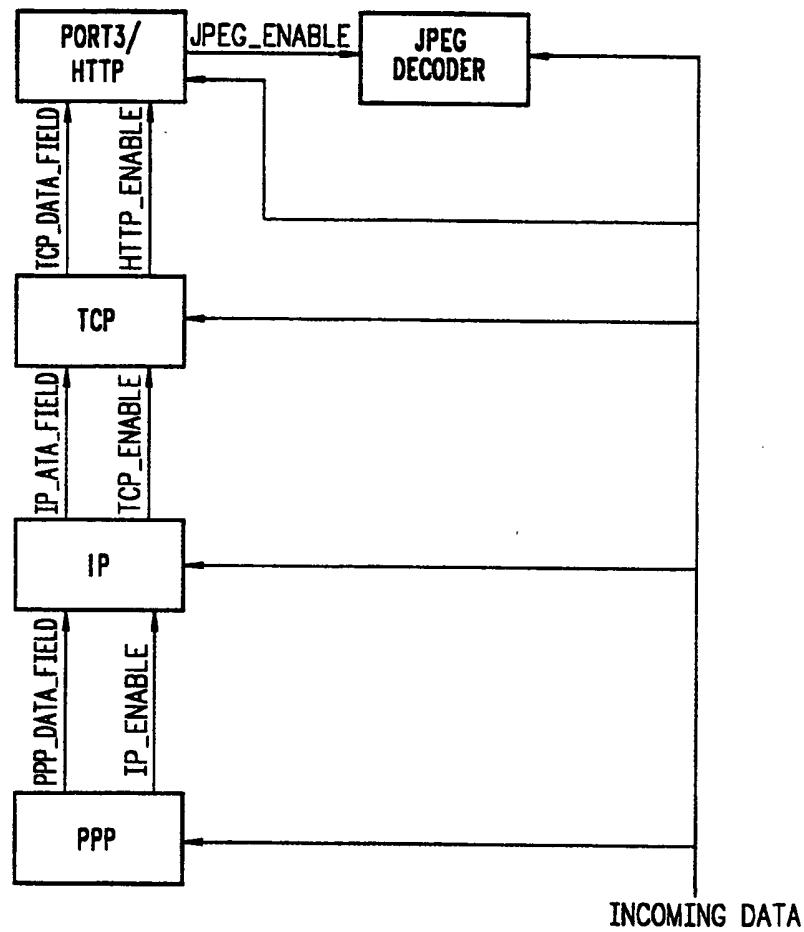 PORT3/
HTTP
JPEG_ENABLE
JPEG
DECODER
TCP_DATA_FIELD
HTTP_ENABLE
TCP
IP_ATA_FIELD
TCP_ENABLE
IP
PPP_DATA_FIELD
IP_ENABLE
PPP
INCOMING DATA